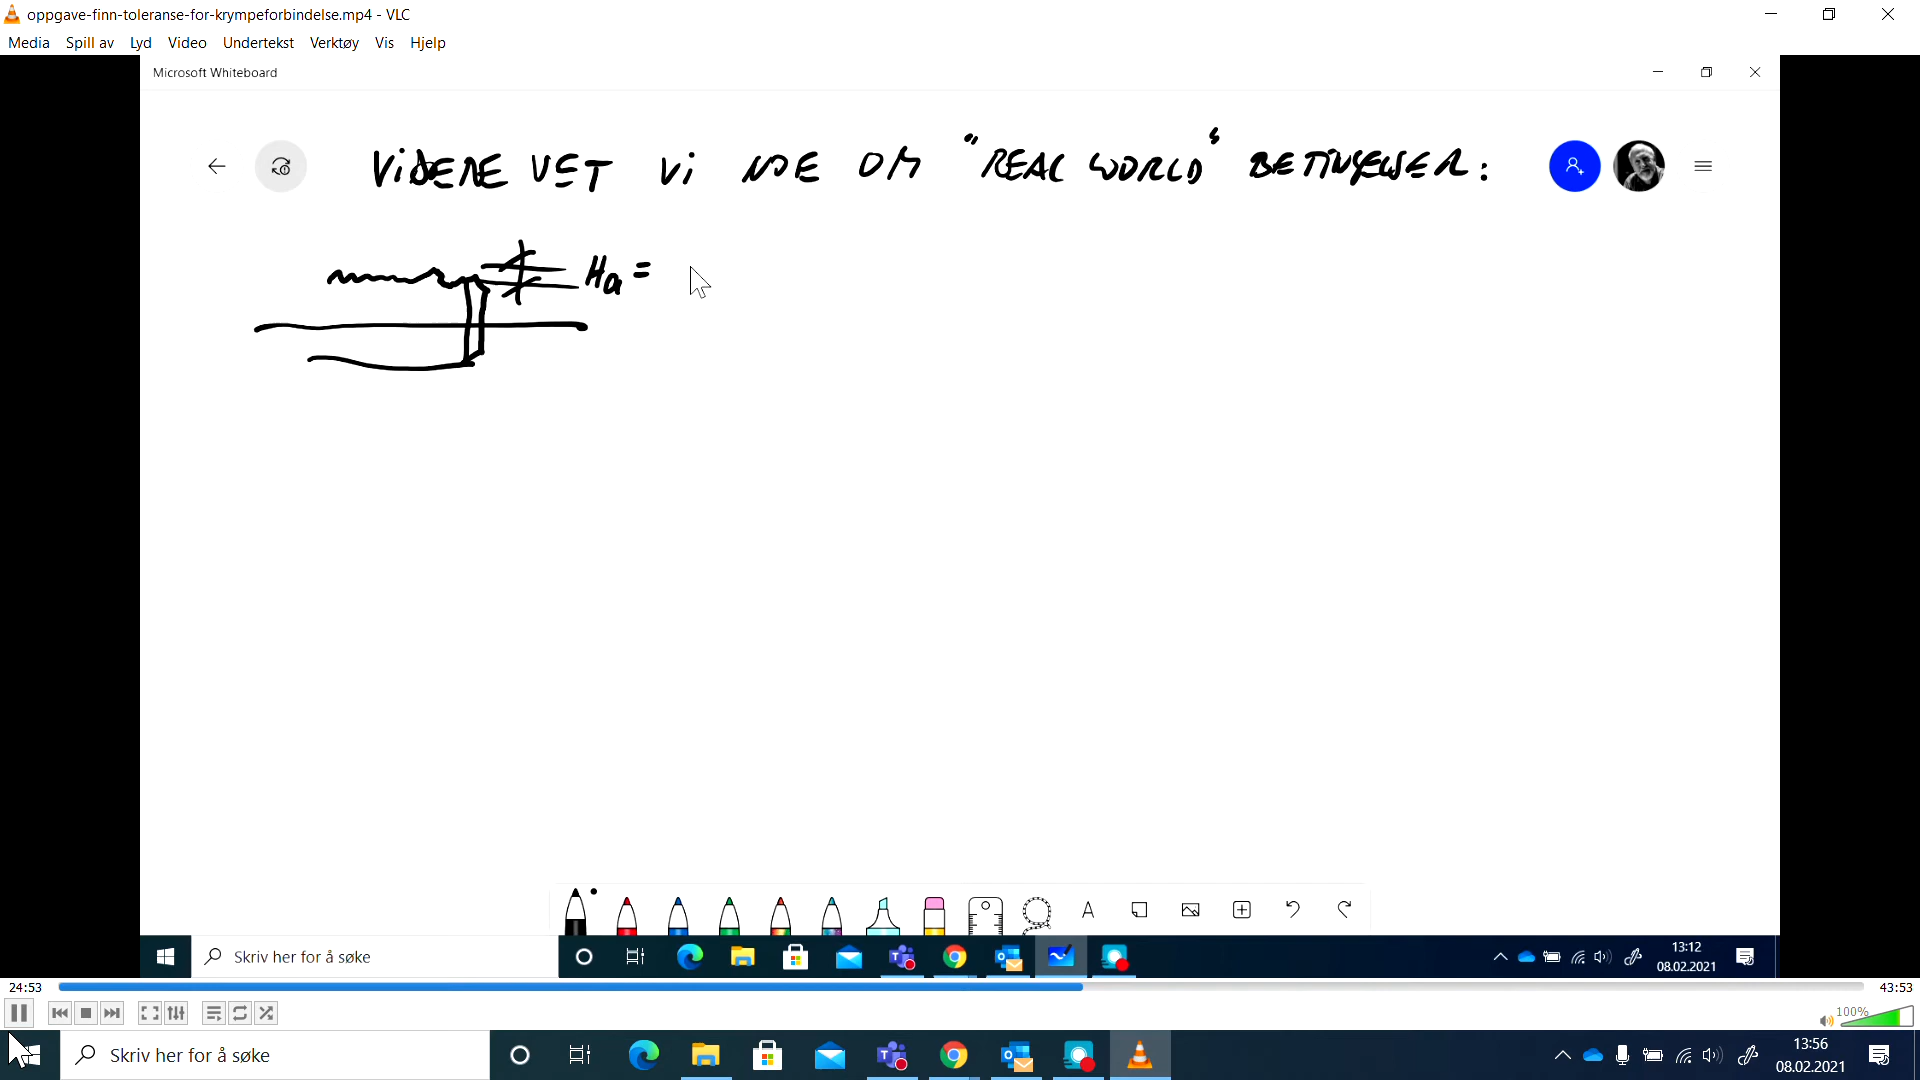 oppgave-finn-toleranse-for-krympeforbindelse.mp4 - VLC
Media Spill av Lyd Video Undertekst Verktøy Vis Hjelp
Microsoft Whiteboard
VIDERE VET Vi NOE OM "REAL WORLD" BETINGELSER:
Ha =
Skriv her for å søke
13:12
08.02.2021
24:53
43:53
100%
Skriv her for å søke
13:56
08.02.2021